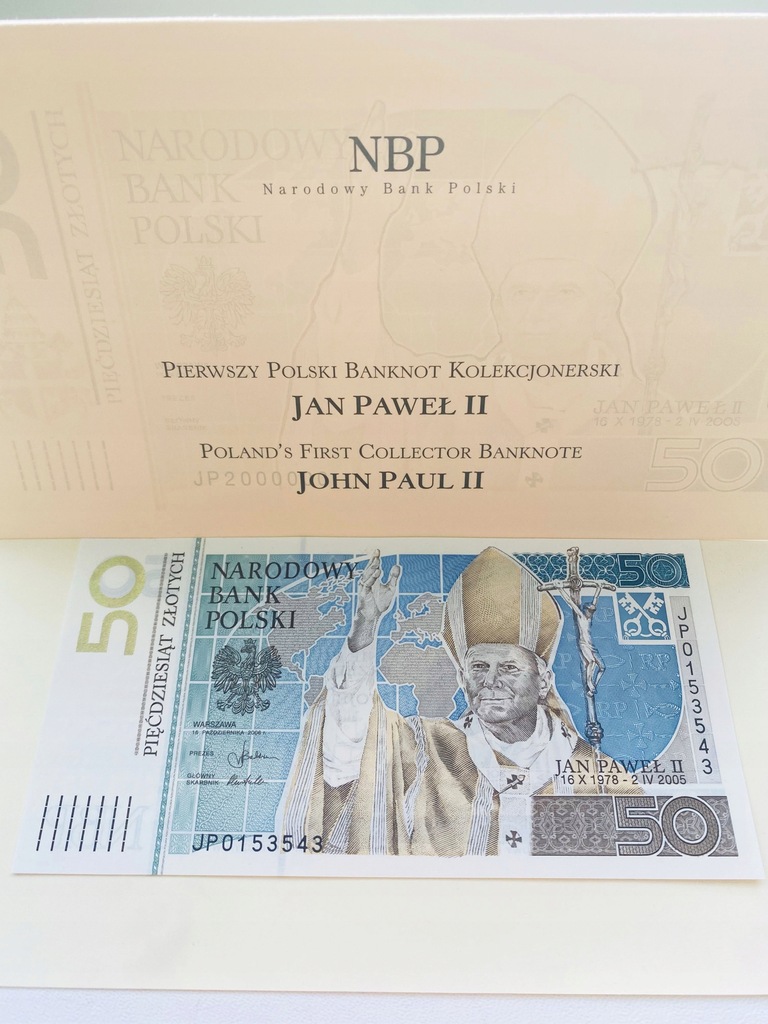 NBP
Narodowy Bank Polski
50
NARODOWY
BANK
POLSKI
PIĘĆDZIESIĄT ZŁOTYCH
PIERWSZY POLSKI BANKNOT KOLEKCJONERSKI
JAN PAWEŁ II
POLAND'S FIRST COLLECTOR BANKNOTE
JOHN PAUL II
JAN PAWEŁ II
16 X 1978 - 2 IV 2005
50
50
PIĘĆDZIESIĄT ZŁOTYCH
NARODOWY
BANK
POLSKI
WARSZAWA
16 PAŹDZIERNIKA 2006 r.
PREZES
GŁÓWNY
SKARBNIK
JP0153543
50
JP0153543
JAN PAWEŁ II
16 X 1978 - 2 IV 2005
50